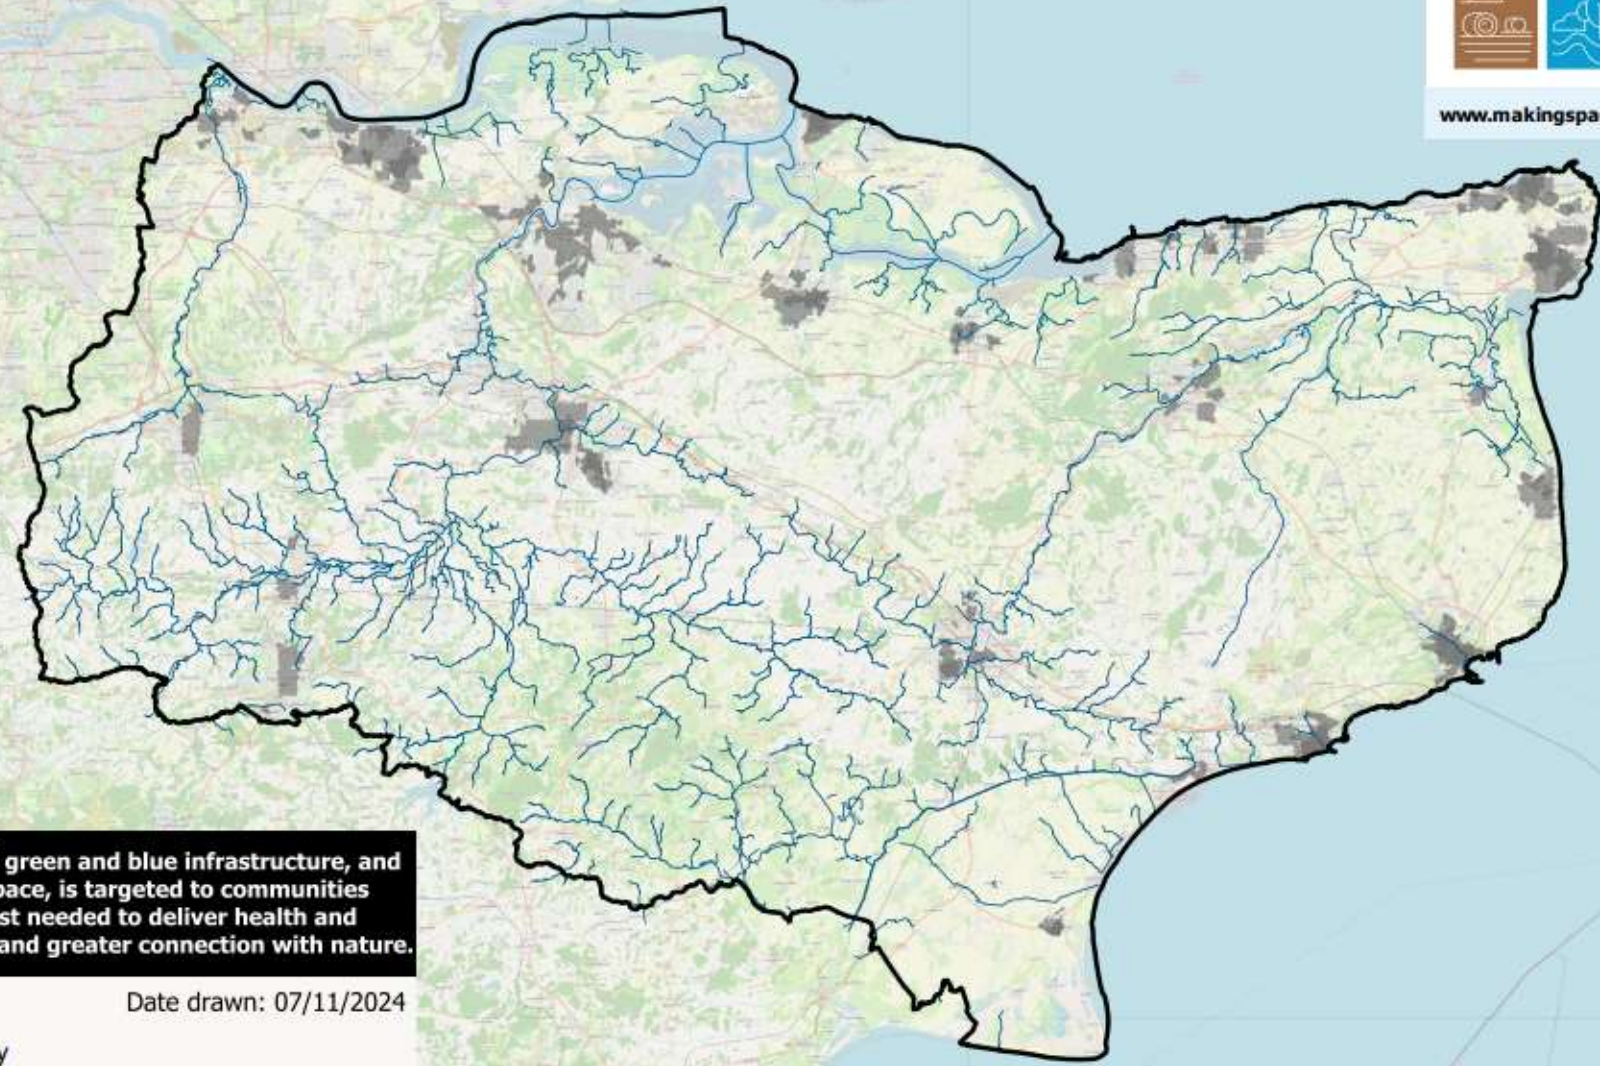 www.makingspa
green and blue infrastructure, and
pace, is targeted to communities
st needed to deliver health and
and greater connection with nature.
Date drawn: 07/11/2024
y